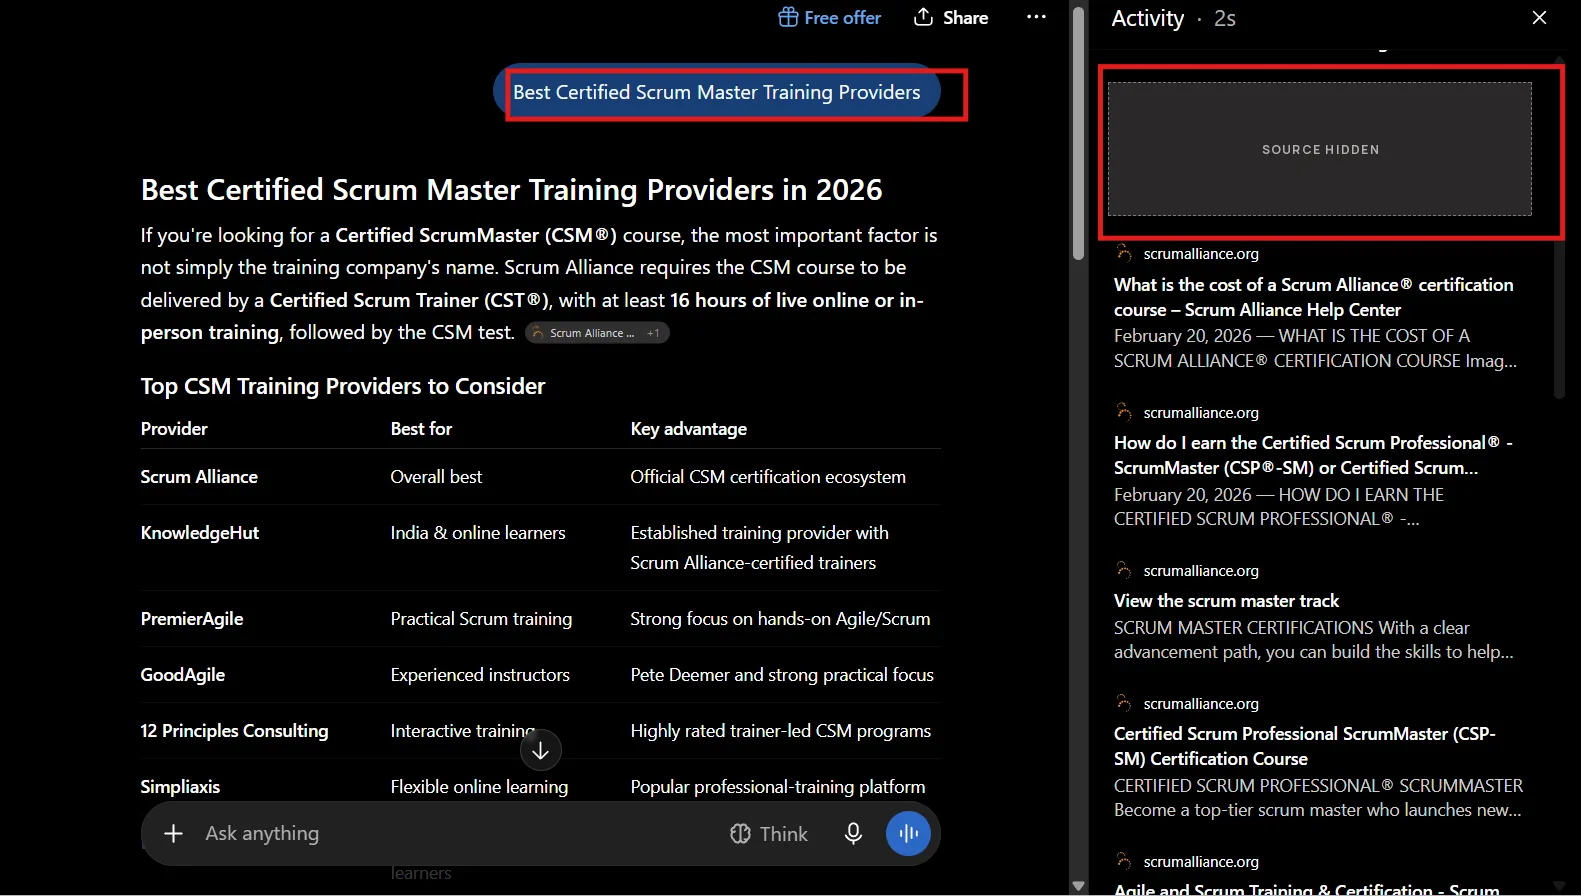 Free offer
Share
Best Certified Scrum Master Training Providers
Best Certified Scrum Master Training Providers in 2026
If you're looking for a Certified ScrumMaster (CSM®) course, the most important factor is
not simply the training company's name. Scrum Alliance requires the CSM course to be
delivered by a Certified Scrum Trainer (CST®), with at least 16 hours of live online or in-
person training, followed by the CSM test. Scrum Alliance ... +1
Top CSM Training Providers to Consider
Provider Best for Key advantage
Scrum Alliance Overall best Official CSM certification ecosystem
KnowledgeHut India & online learners Established training provider with
Scrum Alliance-certified trainers
PremierAgile Practical Scrum training Strong focus on hands-on Agile/Scrum
GoodAgile Experienced instructors Pete Deemer and strong practical focus
12 Principles Consulting Interactive training Highly rated trainer-led CSM programs
Simpliaxis Flexible online learning Popular professional-training platform
Ask anything
Think
learners
Activity · 2s
SOURCE HIDDEN
scrumalliance.org
What is the cost of a Scrum Alliance® certification
course – Scrum Alliance Help Center
February 20, 2026 — WHAT IS THE COST OF A
SCRUM ALLIANCE® CERTIFICATION COURSE Imag...
scrumalliance.org
How do I earn the Certified Scrum Professional® -
ScrumMaster (CSP®-SM) or Certified Scrum...
February 20, 2026 — HOW DO I EARN THE
CERTIFIED SCRUM PROFESSIONAL® -...
scrumalliance.org
View the scrum master track
SCRUM MASTER CERTIFICATIONS With a clear
advancement path, you can build the skills to help...
scrumalliance.org
Certified Scrum Professional ScrumMaster (CSP-
SM) Certification Course
CERTIFIED SCRUM PROFESSIONAL® SCRUMMASTER
Become a top-tier scrum master who launches new...
scrumalliance.org
Agile and Scrum Training & Certification - Scrum